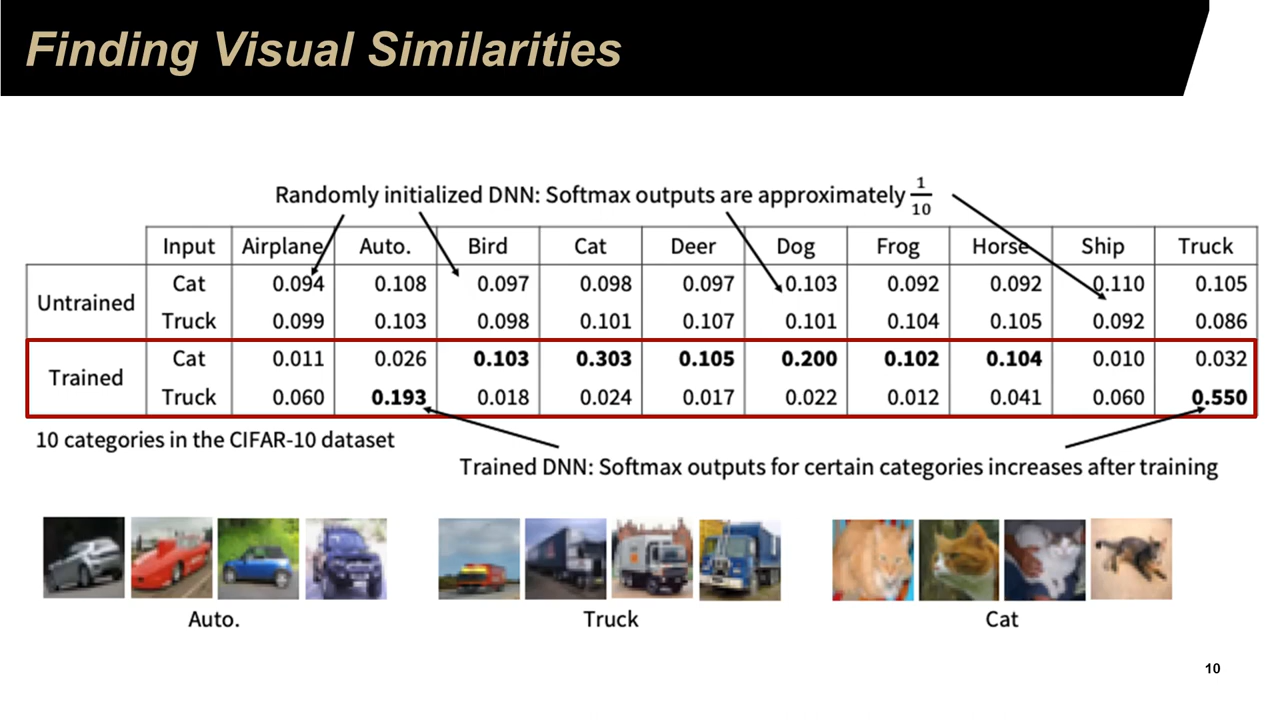 Finding Visual Similarities
Randomly initialized DNN: Softmax outputs are approximately 1/10
Input Airplane Auto. Bird Cat Deer Dog Frog Horse Ship Truck
Untrained
Cat 0.094 0.108 0.097 0.098 0.097 0.103 0.092 0.092 0.110 0.105
Truck 0.099 0.103 0.098 0.101 0.107 0.101 0.104 0.105 0.092 0.086
Trained
Cat 0.011 0.026 0.103 0.303 0.105 0.200 0.102 0.104 0.010 0.032
Truck 0.060 0.193 0.018 0.024 0.017 0.022 0.012 0.041 0.060 0.550
10 categories in the CIFAR-10 dataset
Trained DNN: Softmax outputs for certain categories increases after training
Auto. Truck Cat
10